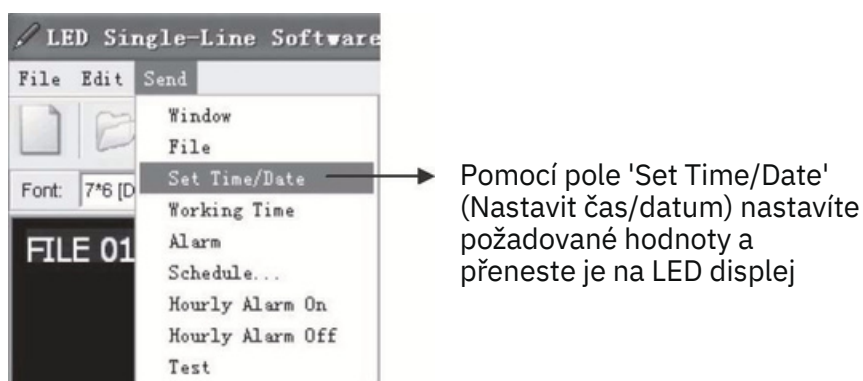 LED Single-Line Software
File Edit Send
Window
File
Font: 7*6 [D
Set Time/Date
Working Time
Alarm
FILE 01
Schedule...
Hourly Alarm On
Hourly Alarm Off
Test
Pomocí pole 'Set Time/Date'
(Nastavit čas/datum) nastavíte
požadované hodnoty a
přeneste je na LED displej